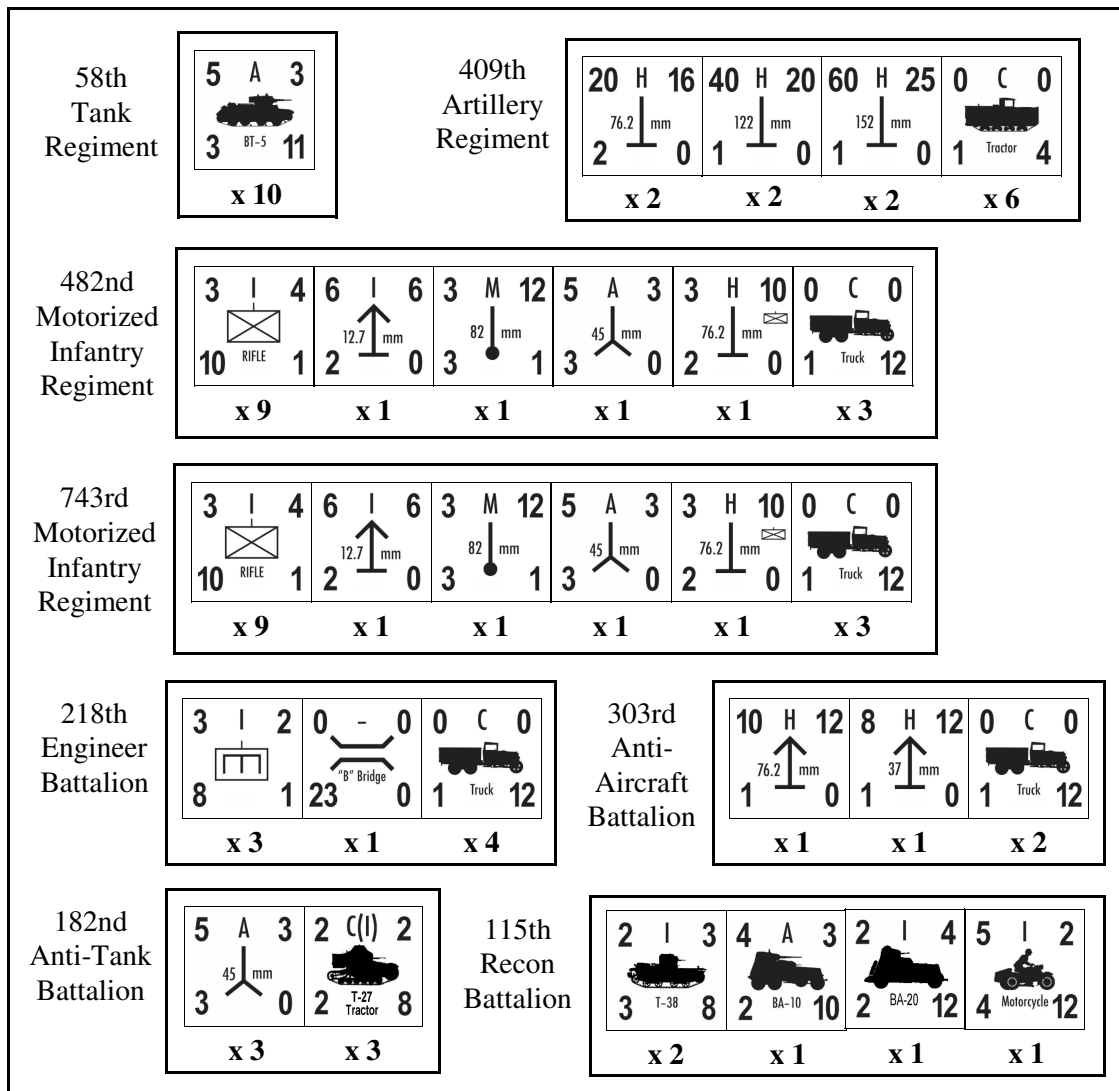 58th
Tank
Regiment
5 A 3
BT-5
3 11
x 10
409th
Artillery
Regiment
20 H 16 40 H 20 60 H 25 0 C 0
76.2 mm 122 mm 152 mm
Tractor
2 0 1 0 1 0 1 4
x 2 x 2 x 2 x 6
482nd
Motorized
Infantry
Regiment
3 I 4 6 I 6 3 M 12 5 A 3 3 H 10 0 C 0
12.7 mm 82 mm 45 mm 76.2 mm
RIFLE Truck
10 1 2 0 3 1 3 0 2 0 1 12
x 9 x 1 x 1 x 1 x 1 x 3
743rd
Motorized
Infantry
Regiment
3 I 4 6 I 6 3 M 12 5 A 3 3 H 10 0 C 0
12.7 mm 82 mm 45 mm 76.2 mm
RIFLE Truck
10 1 2 0 3 1 3 0 2 0 1 12
x 9 x 1 x 1 x 1 x 1 x 3
218th
Engineer
Battalion
3 I 2 0 - 0 0 C 0
"B" Bridge Truck
8 1 23 0 1 12
x 3 x 1 x 4
303rd
Anti-
Aircraft
Battalion
10 H 12 8 H 12 0 C 0
76.2 mm 37 mm Truck
1 0 1 0 1 12
x 1 x 1 x 2
182nd
Anti-Tank
Battalion
5 A 3 2 C(I) 2
45 mm T-27
Tractor
3 0 2 8
x 3 x 3
115th
Recon
Battalion
2 I 3 4 A 3 2 I 4 5 I 2
T-38 BA-10 BA-20 Motorcycle
3 8 2 10 2 12 4 12
x 2 x 1 x 1 x 1